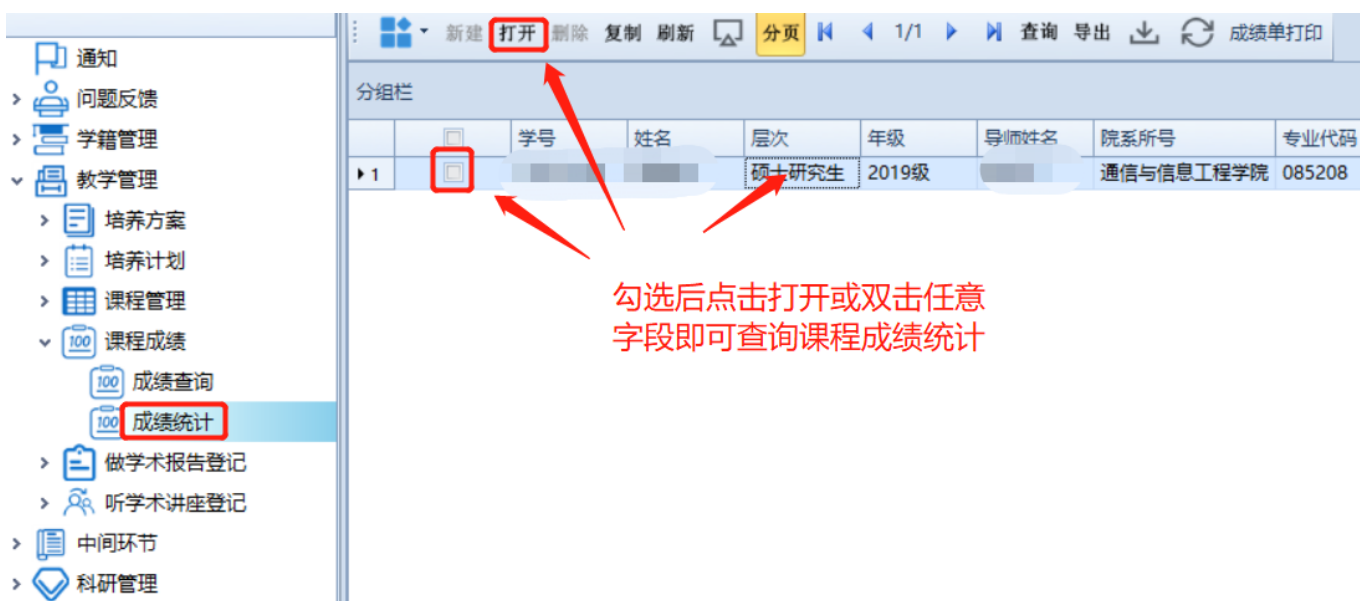 新建 打开 删除 复制 刷新 分页 1/1 查询 导出 成绩单打印
分组栏
学号 姓名 层次 年级 导师姓名 院系所号 专业代码
1 硕士研究生 2019级 通信与信息工程学院 085208
勾选后点击打开或双击任意
字段即可查询课程成绩统计
通知
问题反馈
学籍管理
教学管理
培养方案
培养计划
课程管理
100 课程成绩
100 成绩查询
100 成绩统计
做学术报告登记
听学术讲座登记
中间环节
科研管理